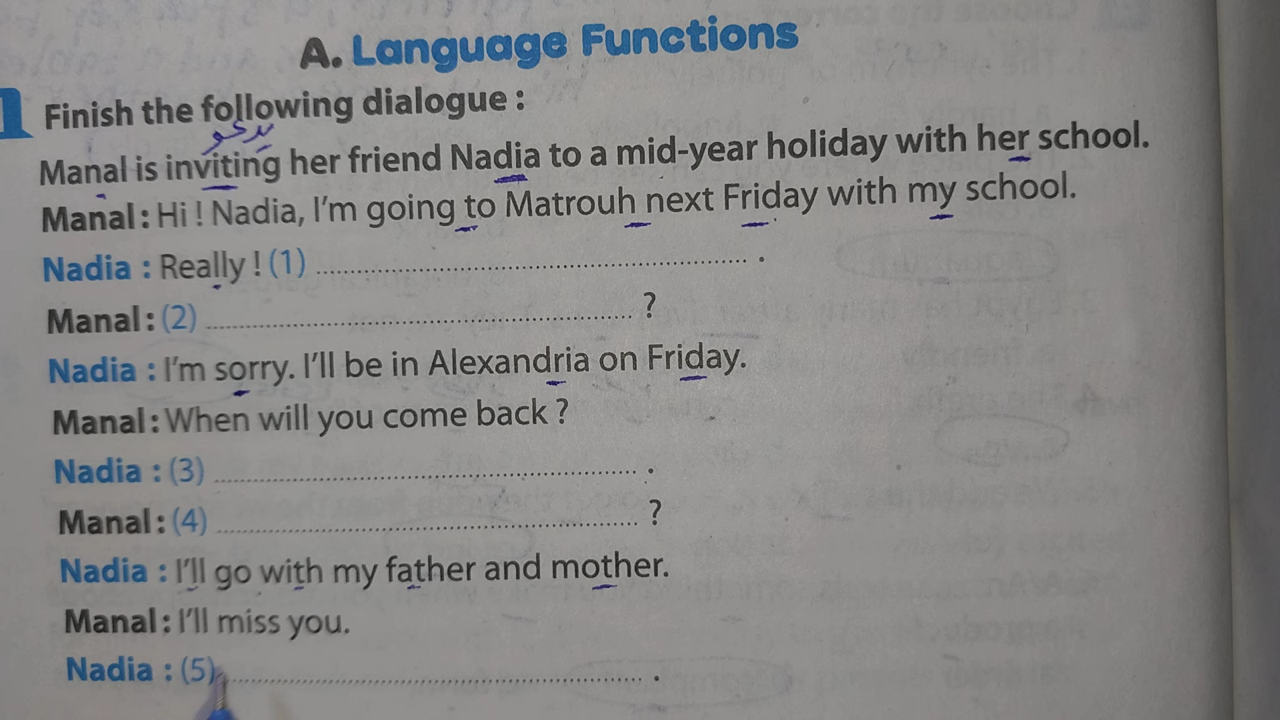 A. Language Functions
1 Finish the following dialogue :
يدعو
Manal is inviting her friend Nadia to a mid-year holiday with her school.
Manal : Hi ! Nadia, I'm going to Matrouh next Friday with my school.
Nadia : Really ! (1) ........................................ .
Manal : (2) ........................................ ?
Nadia : I'm sorry. I'll be in Alexandria on Friday.
Manal : When will you come back ?
Nadia : (3) ........................................ .
Manal : (4) ........................................ ?
Nadia : I'll go with my father and mother.
Manal : I'll miss you.
Nadia : (5) ........................................ .